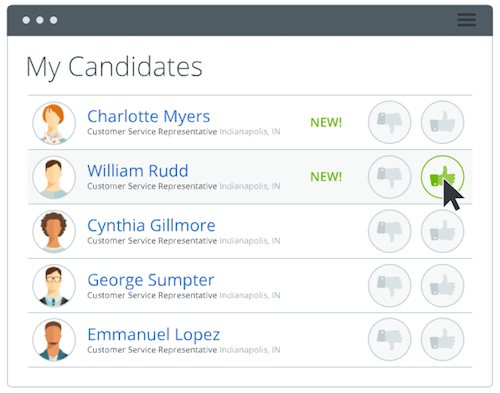 My Candidates
Charlotte Myers NEW!
Customer Service Representative Indianapolis, IN
William Rudd NEW!
Customer Service Representative Indianapolis, IN
Cynthia Gillmore
Customer Service Representative Indianapolis, IN
George Sumpter
Customer Service Representative Indianapolis, IN
Emmanuel Lopez
Customer Service Representative Indianapolis, IN